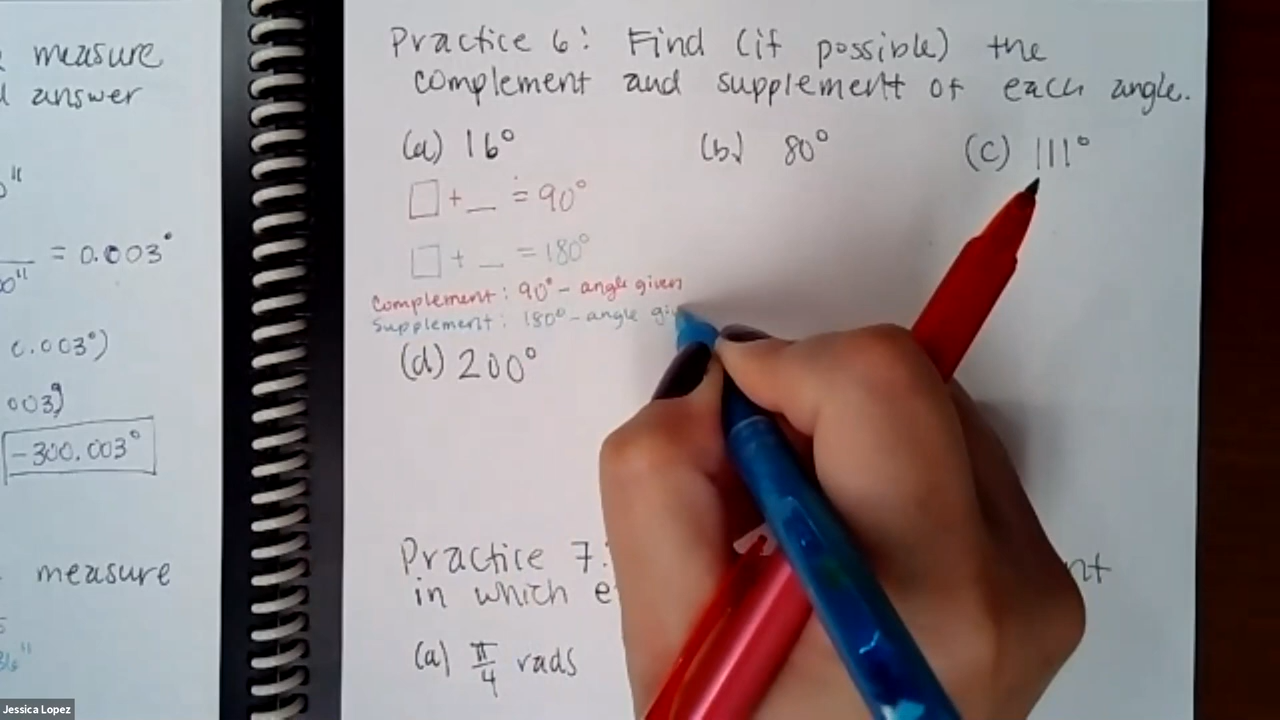 measure
answer
= 0.003°
0.003°)
003)
-300.003°
measure
Practice 6: Find (if possible) the
complement and supplement of each angle.
(a) 16° (b) 80° (c) 111°
□ + _ = 90°
□ + _ = 180°
Complement: 90° - angle given
Supplement: 180° - angle
(d) 200°
Practice 7:
in which
(a) π/4 rads
Jessica Lopez